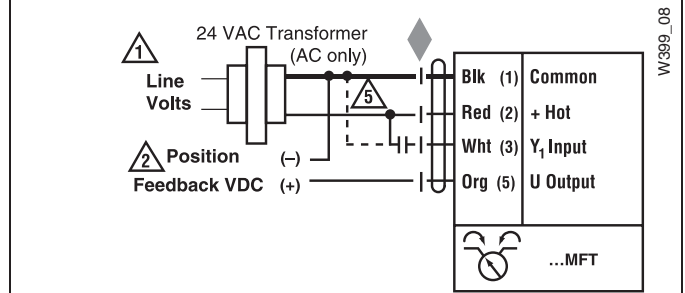 24 VAC Transformer
(AC only)
1
Line
Volts
5
2 Position (–)
Feedback VDC (+)
Blk (1) Common
Red (2) + Hot
Wht (3) Y₁ Input
Org (5) U Output
...MFT
W399_08